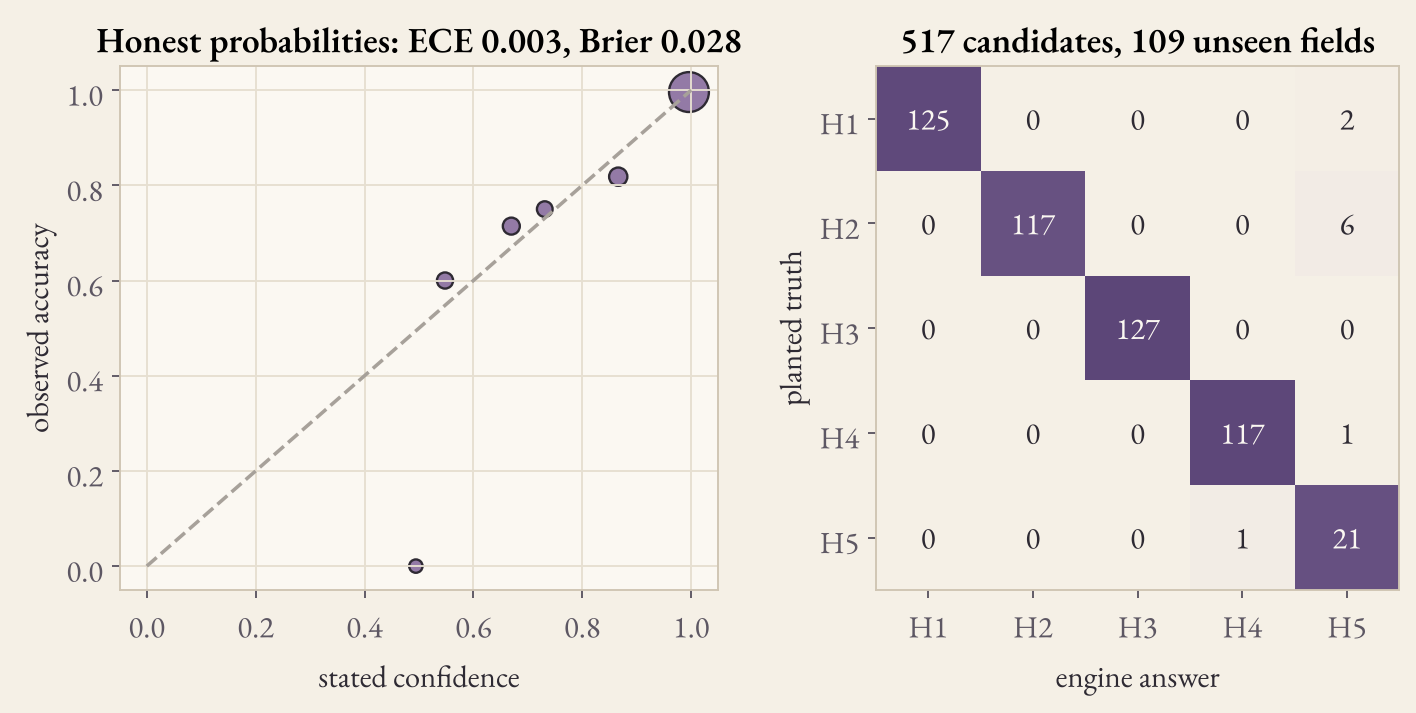 Honest probabilities: ECE 0.003, Brier 0.028
observed accuracy
1.0
0.8
0.6
0.4
0.2
0.0
0.0 0.2 0.4 0.6 0.8 1.0
stated confidence
517 candidates, 109 unseen fields
planted truth
H1 125 0 0 0 2
H2 0 117 0 0 6
H3 0 0 127 0 0
H4 0 0 0 117 1
H5 0 0 0 1 21
H1 H2 H3 H4 H5
engine answer